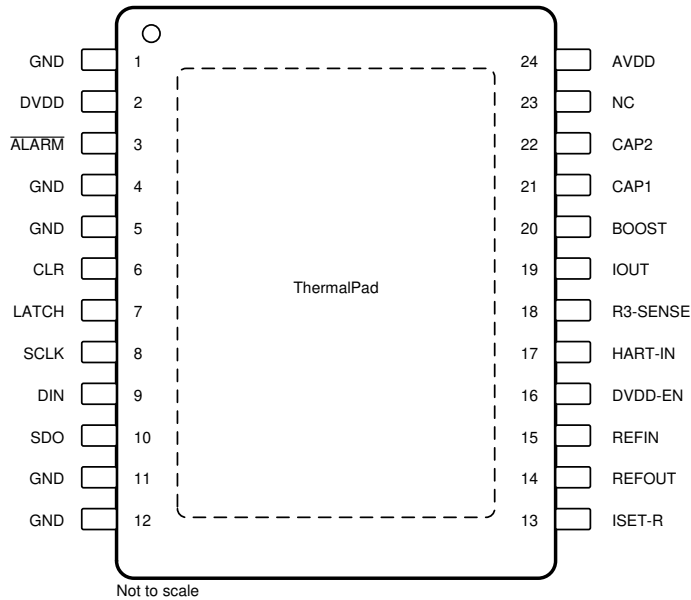 GND 1 24 AVDD
DVDD 2 23 NC
ALARM 3 22 CAP2
GND 4 21 CAP1
GND 5 20 BOOST
CLR 6 19 IOUT
ThermalPad
LATCH 7 18 R3-SENSE
SCLK 8 17 HART-IN
DIN 9 16 DVDD-EN
SDO 10 15 REFIN
GND 11 14 REFOUT
GND 12 13 ISET-R
Not to scale